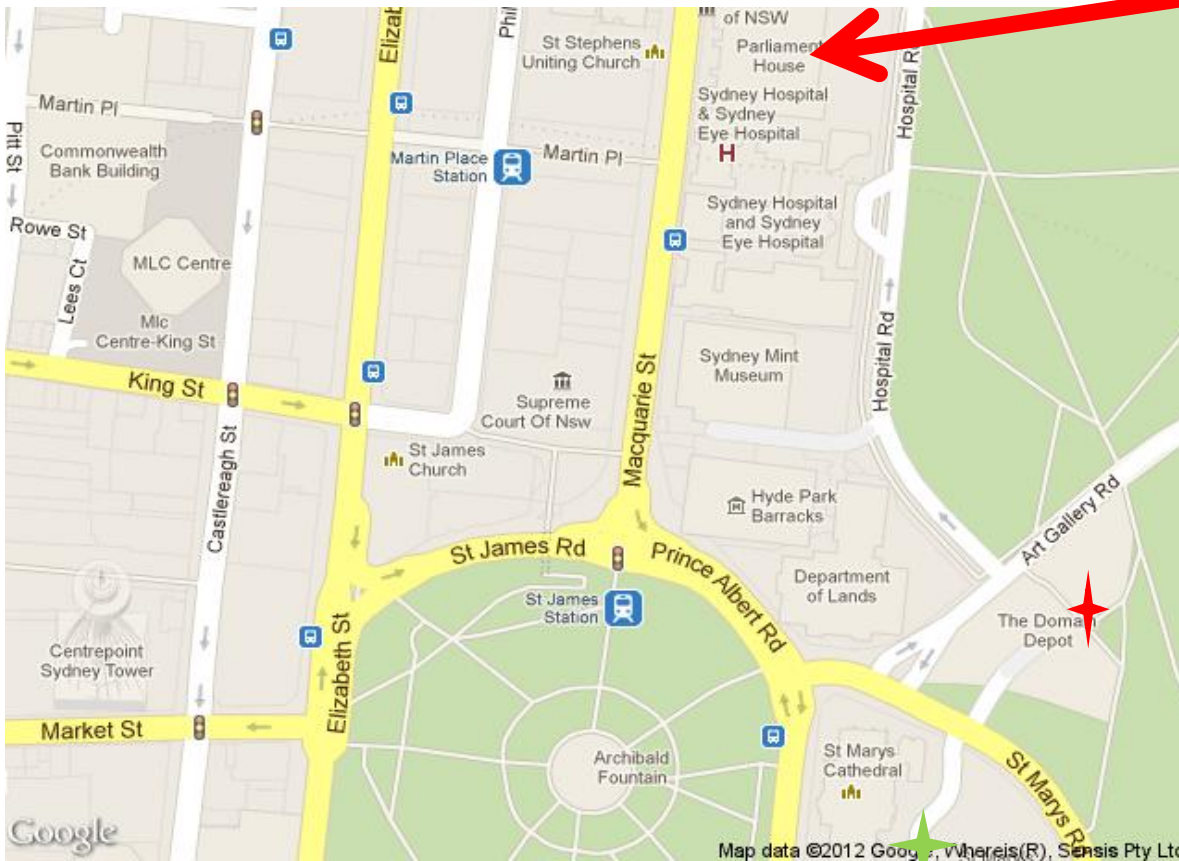 of NSW
Elizab
Phil
St Stephens
Uniting Church
Parliament
House
Hospital Rd
Martin Pl
Sydney Hospital
& Sydney
Eye Hospital
H
Pitt St
Commonwealth
Bank Building
Martin Place
Station
Martin Pl
Rowe St
Sydney Hospital
and Sydney
Eye Hospital
MLC Centre
Lees Ct
Mlc
Centre-King St
Hospital Rd
Sydney Mint
Museum
King St
Supreme
Court Of Nsw
Macquarie St
St James
Church
Castlereagh St
Hyde Park
Barracks
Art Gallery Rd
St James Rd
Prince Albert Rd
Department
of Lands
St James
Station
The Domain
Depot
Centrepoint
Sydney Tower
Elizabeth St
Market St
Archibald
Fountain
St Marys
Cathedral
St Marys R
Google
Map data ©2012 Google, Whereis(R), Sensis Pty Ltd